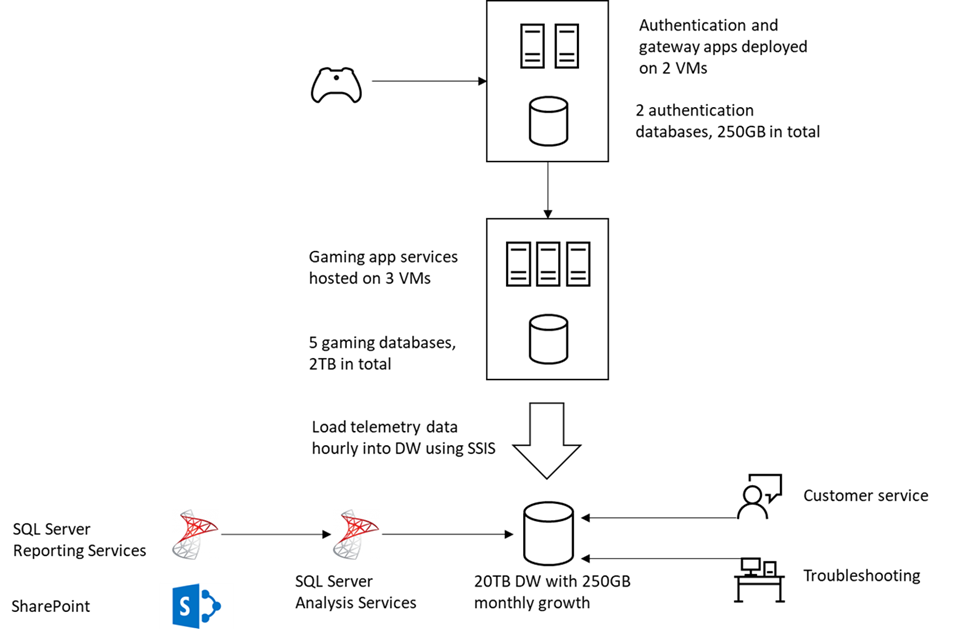 Authentication and
gateway apps deployed
on 2 VMs
2 authentication
databases, 250GB in total
Gaming app services
hosted on 3 VMs
5 gaming databases,
2TB in total
Load telemetry data
hourly into DW using SSIS
Customer service
SQL Server
Reporting Services
SQL Server
Analysis Services
20TB DW with 250GB
monthly growth
Troubleshooting
S
SharePoint